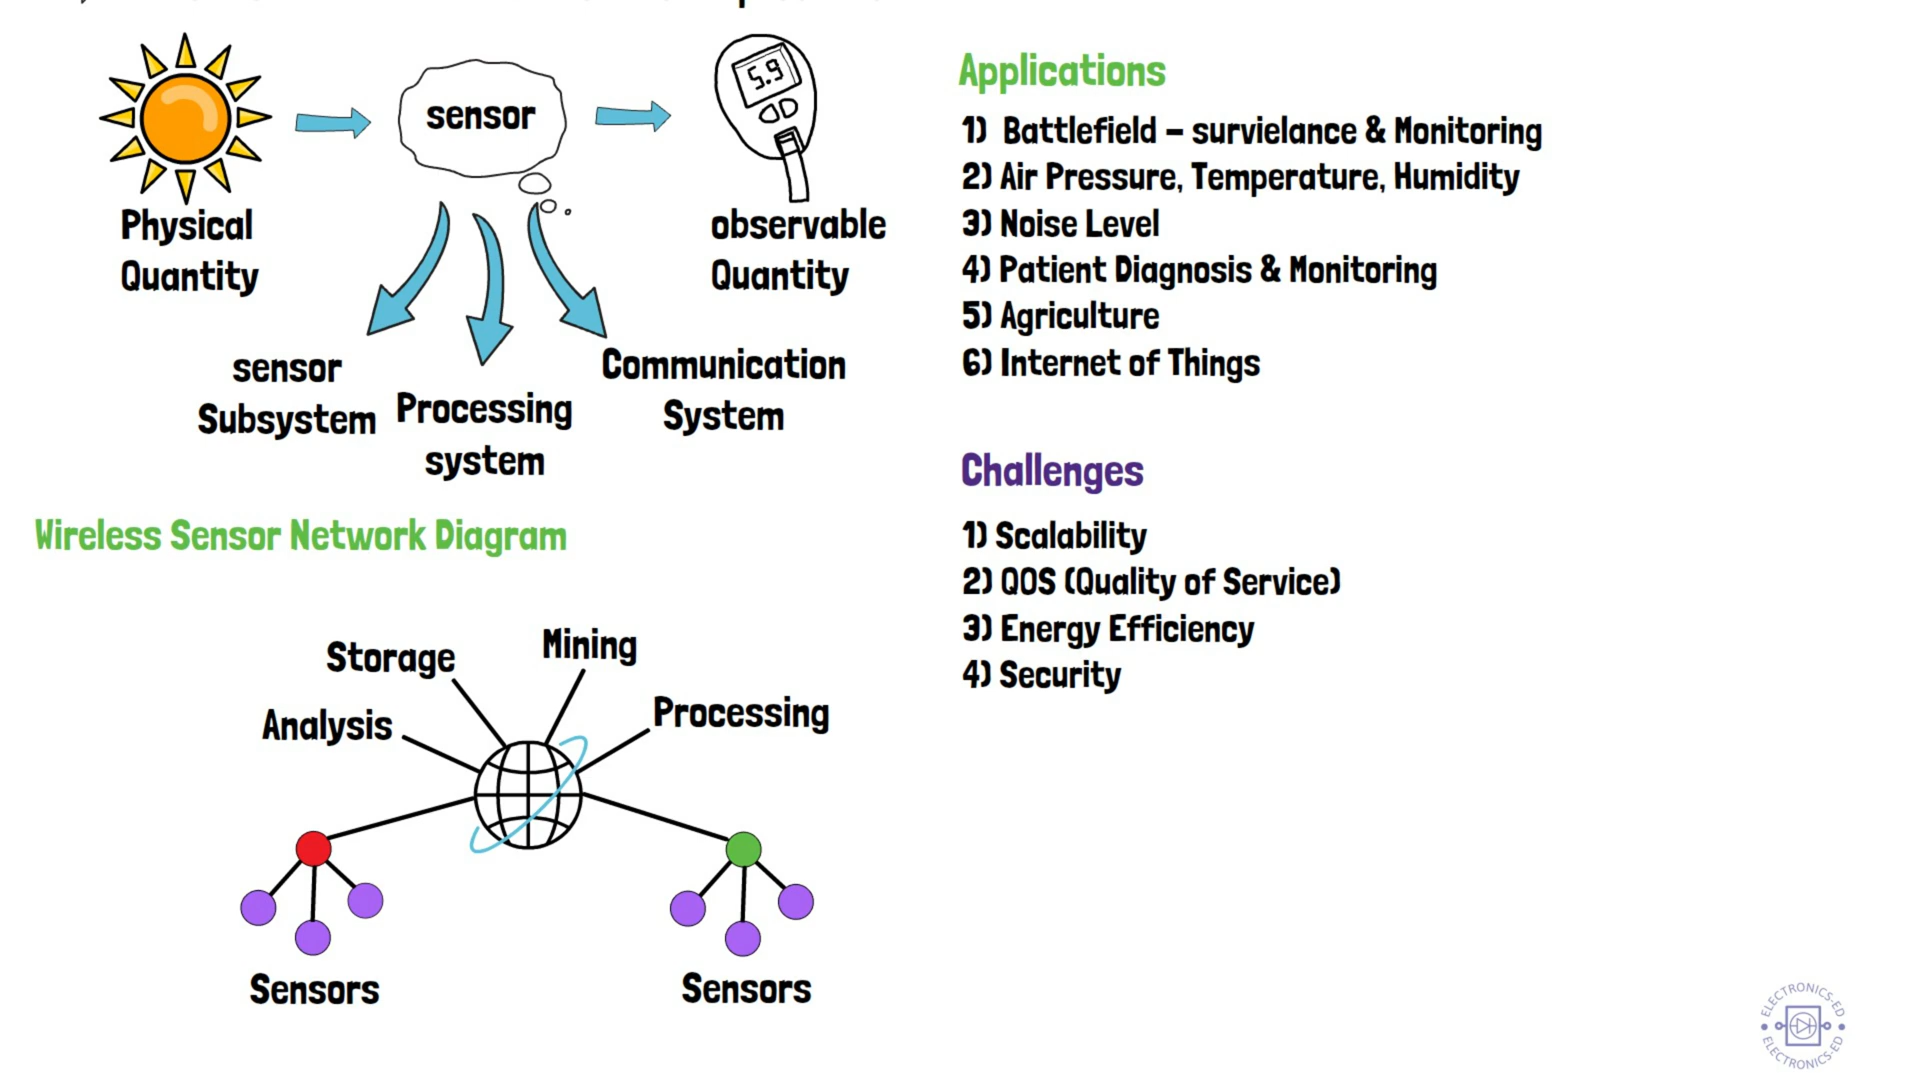 sensor
5.9
Physical
Quantity
observable
Quantity
sensor
Subsystem
Processing
system
Communication
System
Wireless Sensor Network Diagram
Storage
Mining
Analysis
Processing
Sensors
Sensors
Applications
1) Battlefield – survielance & Monitoring
2) Air Pressure, Temperature, Humidity
3) Noise Level
4) Patient Diagnosis & Monitoring
5) Agriculture
6) Internet of Things
Challenges
1) Scalability
2) QOS (Quality of Service)
3) Energy Efficiency
4) Security
ELECTRONICS-ED
ELECTRONICS-ED